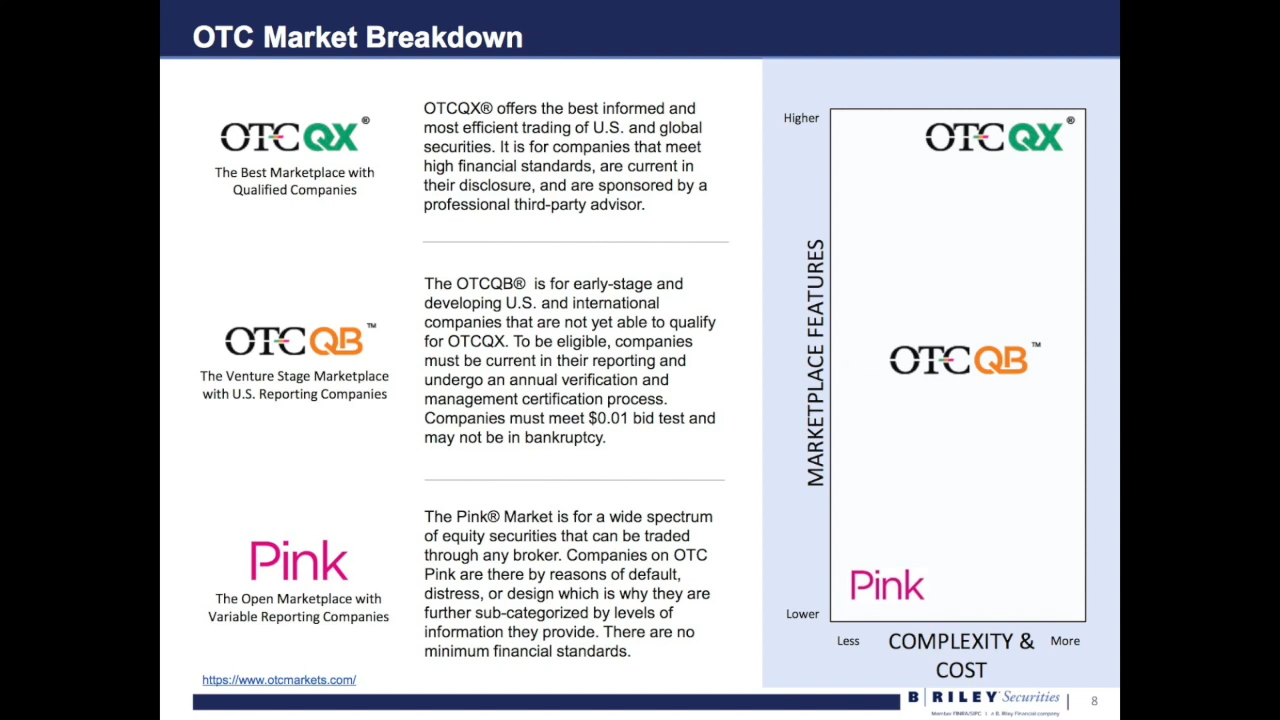 OTC Market Breakdown
OTCQX®
The Best Marketplace with
Qualified Companies
OTCQX® offers the best informed and
most efficient trading of U.S. and global
securities. It is for companies that meet
high financial standards, are current in
their disclosure, and are sponsored by a
professional third-party advisor.
OTCQB™
The Venture Stage Marketplace
with U.S. Reporting Companies
The OTCQB® is for early-stage and
developing U.S. and international
companies that are not yet able to qualify
for OTCQX. To be eligible, companies
must be current in their reporting and
undergo an annual verification and
management certification process.
Companies must meet $0.01 bid test and
may not be in bankruptcy.
Pink
The Open Marketplace with
Variable Reporting Companies
The Pink® Market is for a wide spectrum
of equity securities that can be traded
through any broker. Companies on OTC
Pink are there by reasons of default,
distress, or design which is why they are
further sub-categorized by levels of
information they provide. There are no
minimum financial standards.
https://www.otcmarkets.com/
Higher
OTCQX®
MARKETPLACE FEATURES
OTCQB™
Pink
Lower
Less
COMPLEXITY &
COST
More
B RILEY Securities
Member FINRA/SIPC | A B. Riley Financial company
8